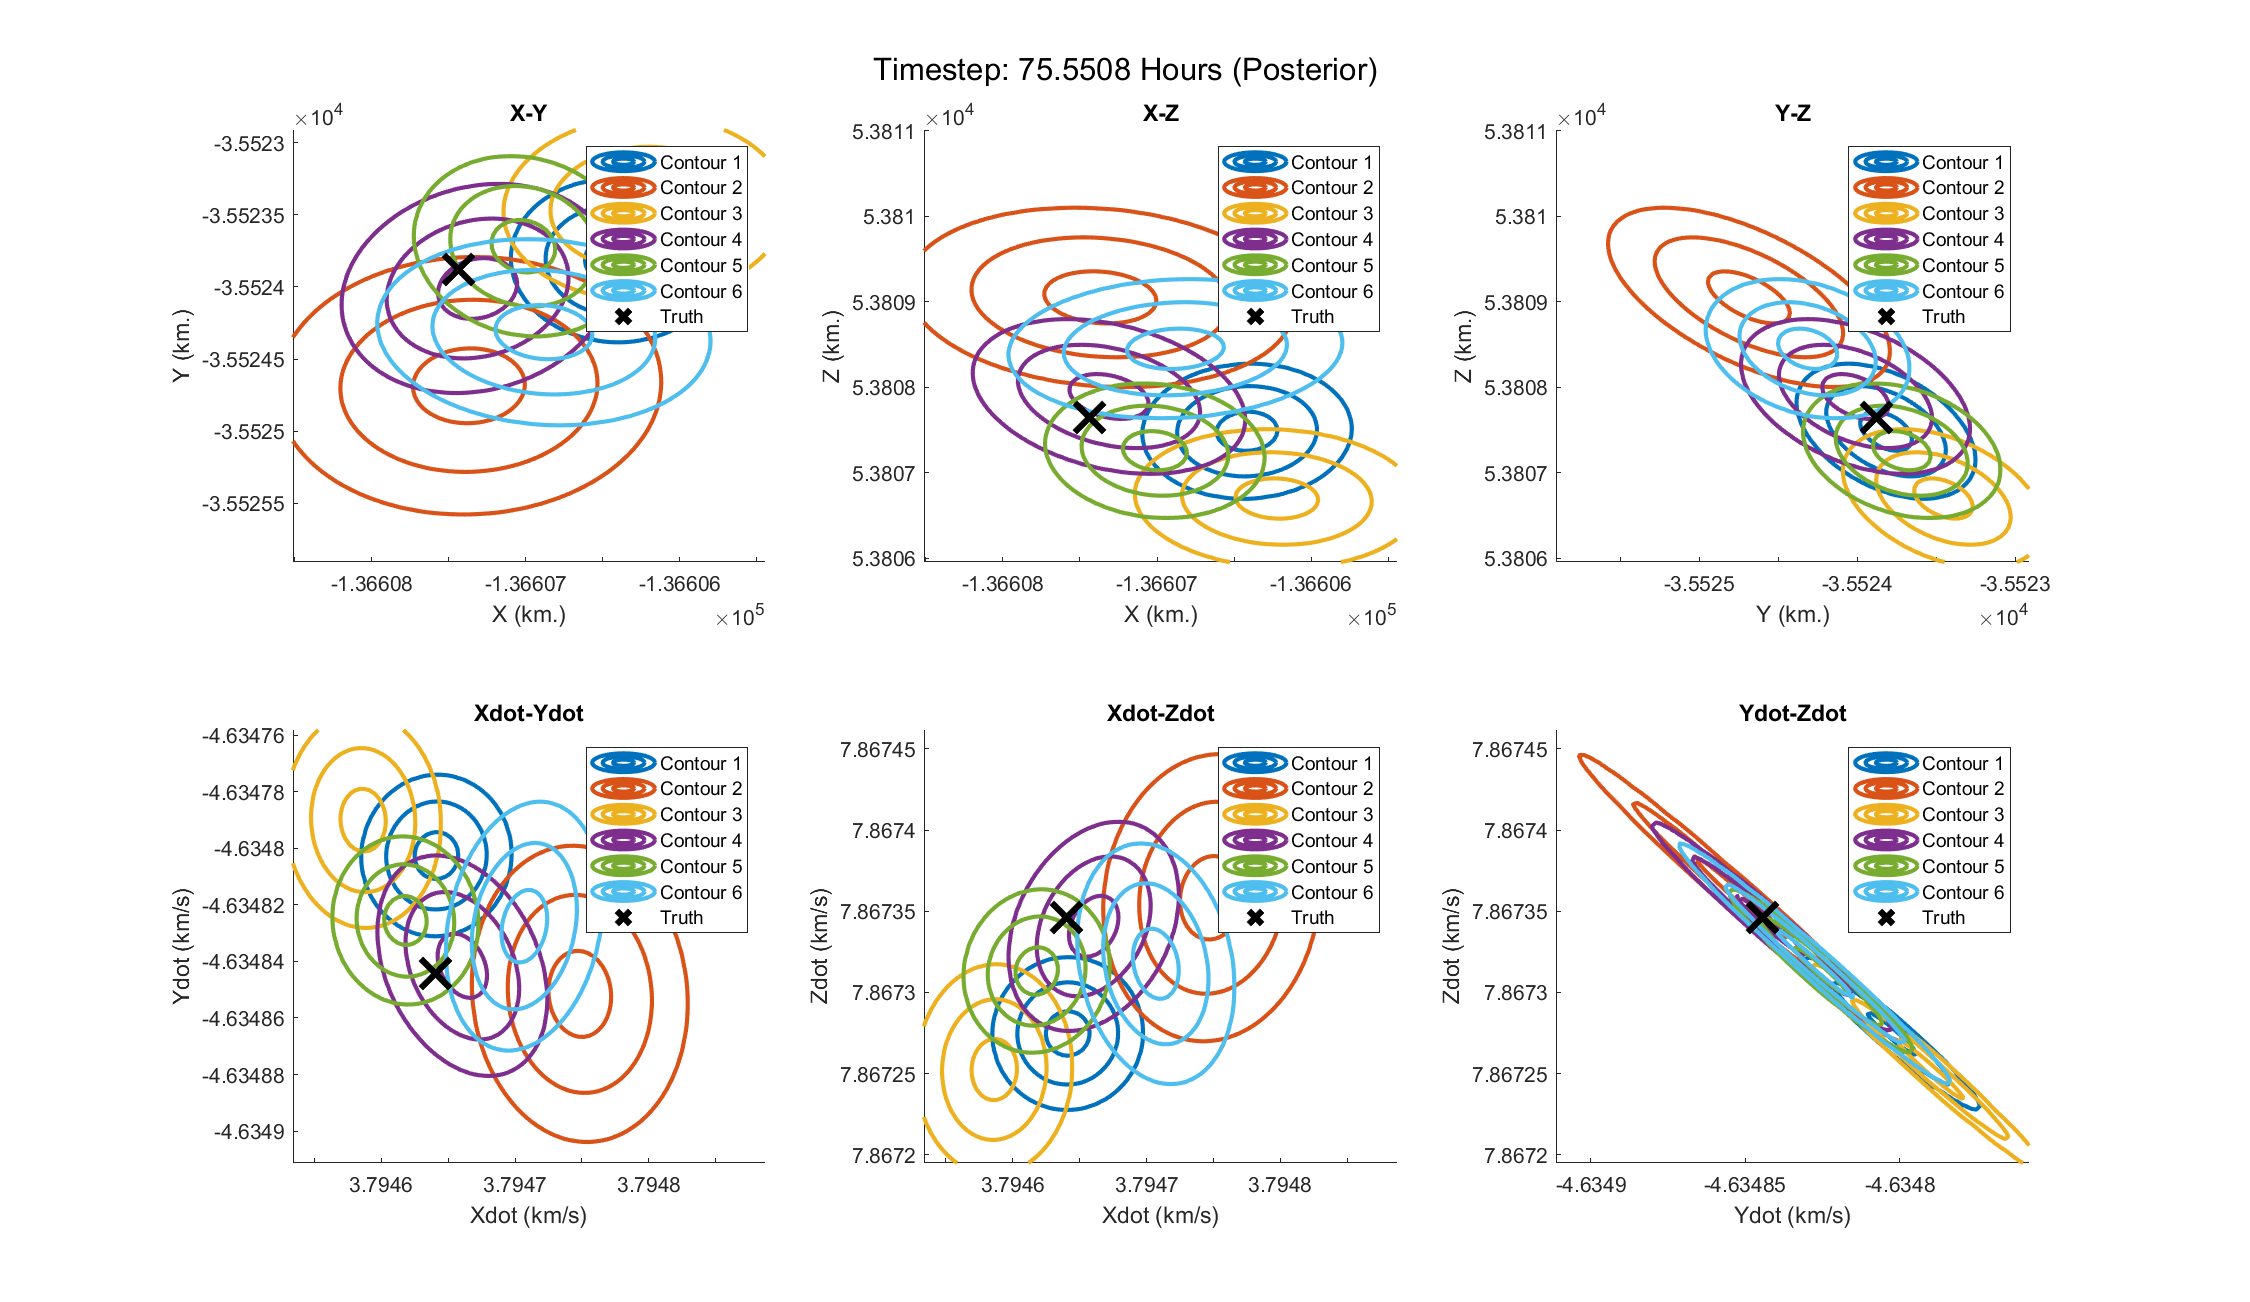 Timestep: 75.5508 Hours (Posterior)
X-Y
×10^4
-3.5523
-3.55235
-3.5524
-3.55245
-3.5525
-3.55255
Y (km.)
-1.36608
-1.36607
-1.36606
X (km.)
×10^5
Contour 1
Contour 2
Contour 3
Contour 4
Contour 5
Contour 6
Truth
X-Z
×10^4
5.3811
5.381
5.3809
5.3808
5.3807
5.3806
Z (km.)
-1.36608
-1.36607
-1.36606
X (km.)
×10^5
Contour 1
Contour 2
Contour 3
Contour 4
Contour 5
Contour 6
Truth
Y-Z
×10^4
5.3811
5.381
5.3809
5.3808
5.3807
5.3806
Z (km.)
-3.5525
-3.5524
-3.5523
Y (km.)
×10^4
Contour 1
Contour 2
Contour 3
Contour 4
Contour 5
Contour 6
Truth
Xdot-Ydot
-4.63476
-4.63478
-4.6348
-4.63482
-4.63484
-4.63486
-4.63488
-4.6349
Ydot (km/s)
3.7946
3.7947
3.7948
Xdot (km/s)
Contour 1
Contour 2
Contour 3
Contour 4
Contour 5
Contour 6
Truth
Xdot-Zdot
7.86745
7.8674
7.86735
7.8673
7.86725
7.8672
Zdot (km/s)
3.7946
3.7947
3.7948
Xdot (km/s)
Contour 1
Contour 2
Contour 3
Contour 4
Contour 5
Contour 6
Truth
Ydot-Zdot
7.86745
7.8674
7.86735
7.8673
7.86725
7.8672
Zdot (km/s)
-4.6349
-4.63485
-4.6348
Ydot (km/s)
Contour 1
Contour 2
Contour 3
Contour 4
Contour 5
Contour 6
Truth